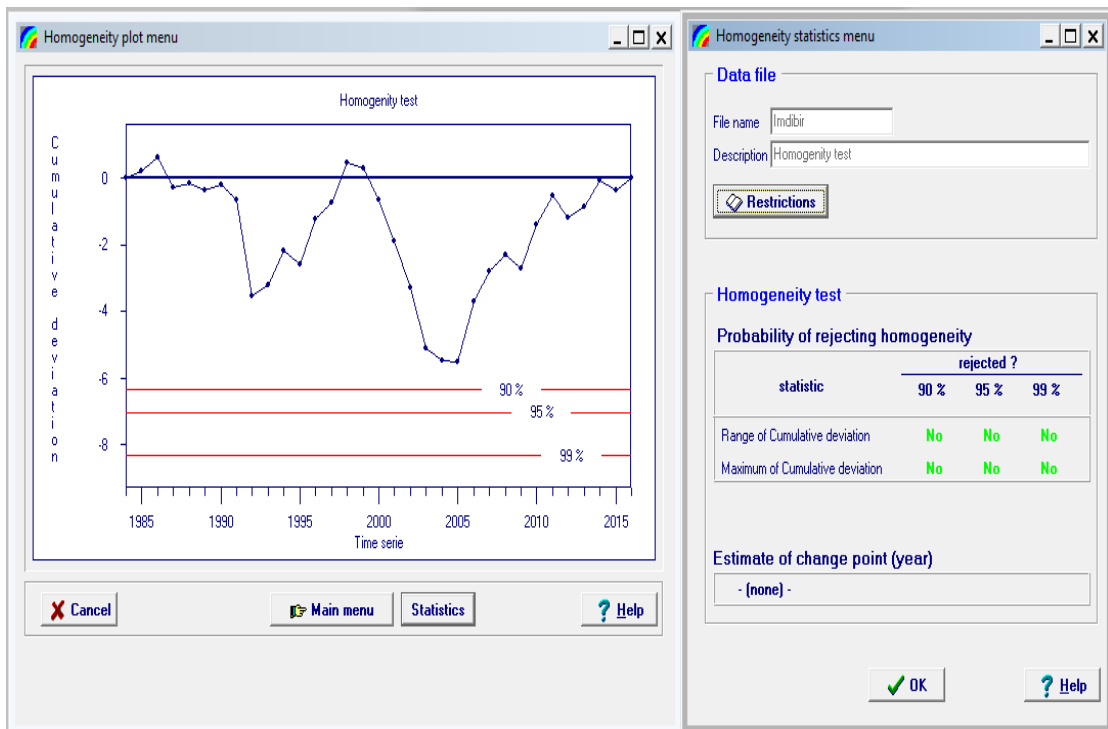 Homogeneity plot menu
Homogenity test
Cumulative deviation
0
-2
-4
-6
-8
90 %
95 %
99 %
1985 1990 1995 2000 2005 2010 2015
Time serie
Cancel Main menu Statistics ? Help
Homogeneity statistics menu
Data file
File name Imdibir
Description Homogenity test
Restrictions
Homogeneity test
Probability of rejecting homogeneity
rejected ?
statistic 90 % 95 % 99 %
Range of Cumulative deviation No No No
Maximum of Cumulative deviation No No No
Estimate of change point (year)
- (none) -
OK ? Help